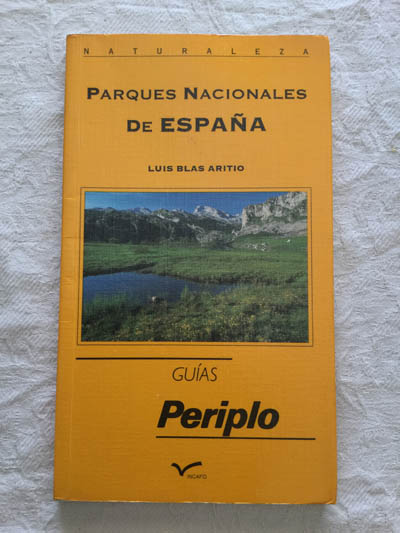 NATURALEZA
PARQUES NACIONALES
DE ESPAÑA
LUIS BLAS ARITIO
GUÍAS
Periplo
INCAFO